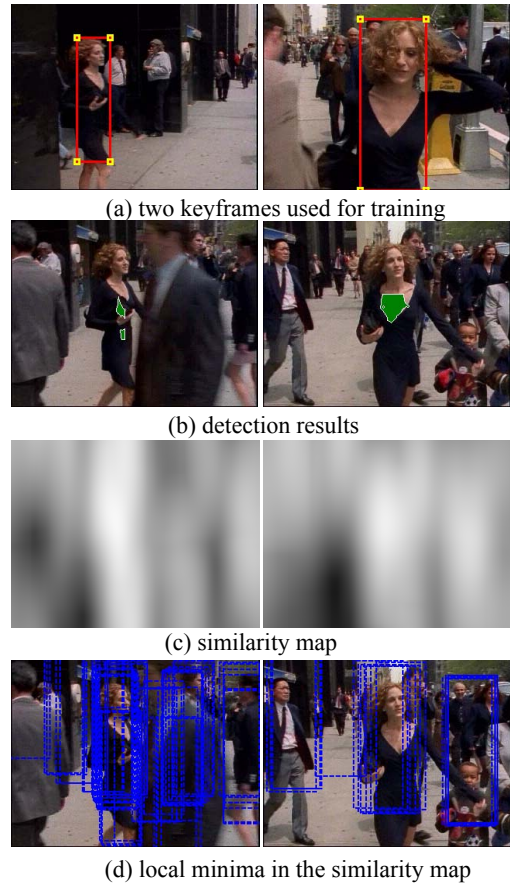 (a) two keyframes used for training
(b) detection results
(c) similarity map
(d) local minima in the similarity map